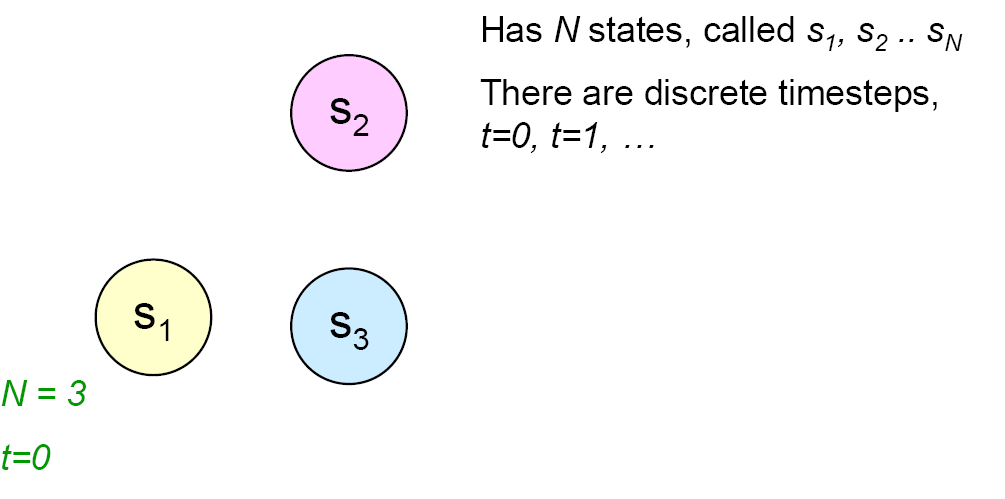 Has N states, called s₁, s₂ .. sN
There are discrete timesteps,
t=0, t=1, …
s₂
s₁
s₃
N = 3
t=0